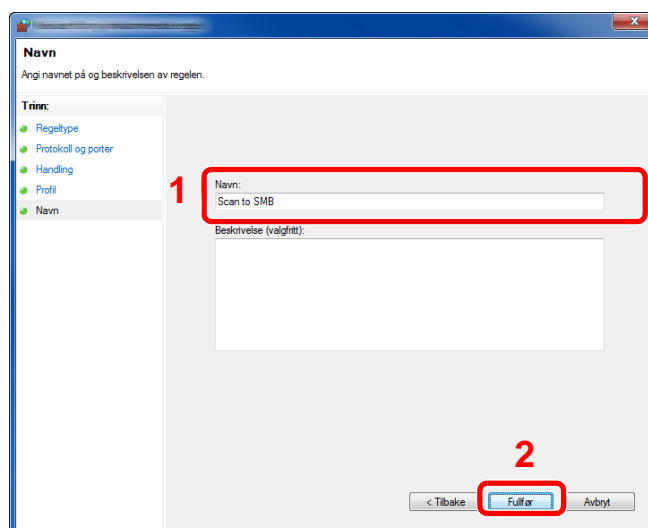 Navn
Angi navnet på og beskrivelsen av regelen.
Trinn:
Regeltype
Protokoll og porter
Handling
Profil
Navn
1
Navn:
Scan to SMB
Beskrivelse (valgfritt):
2
< Tilbake
Fullfør
Avbryt